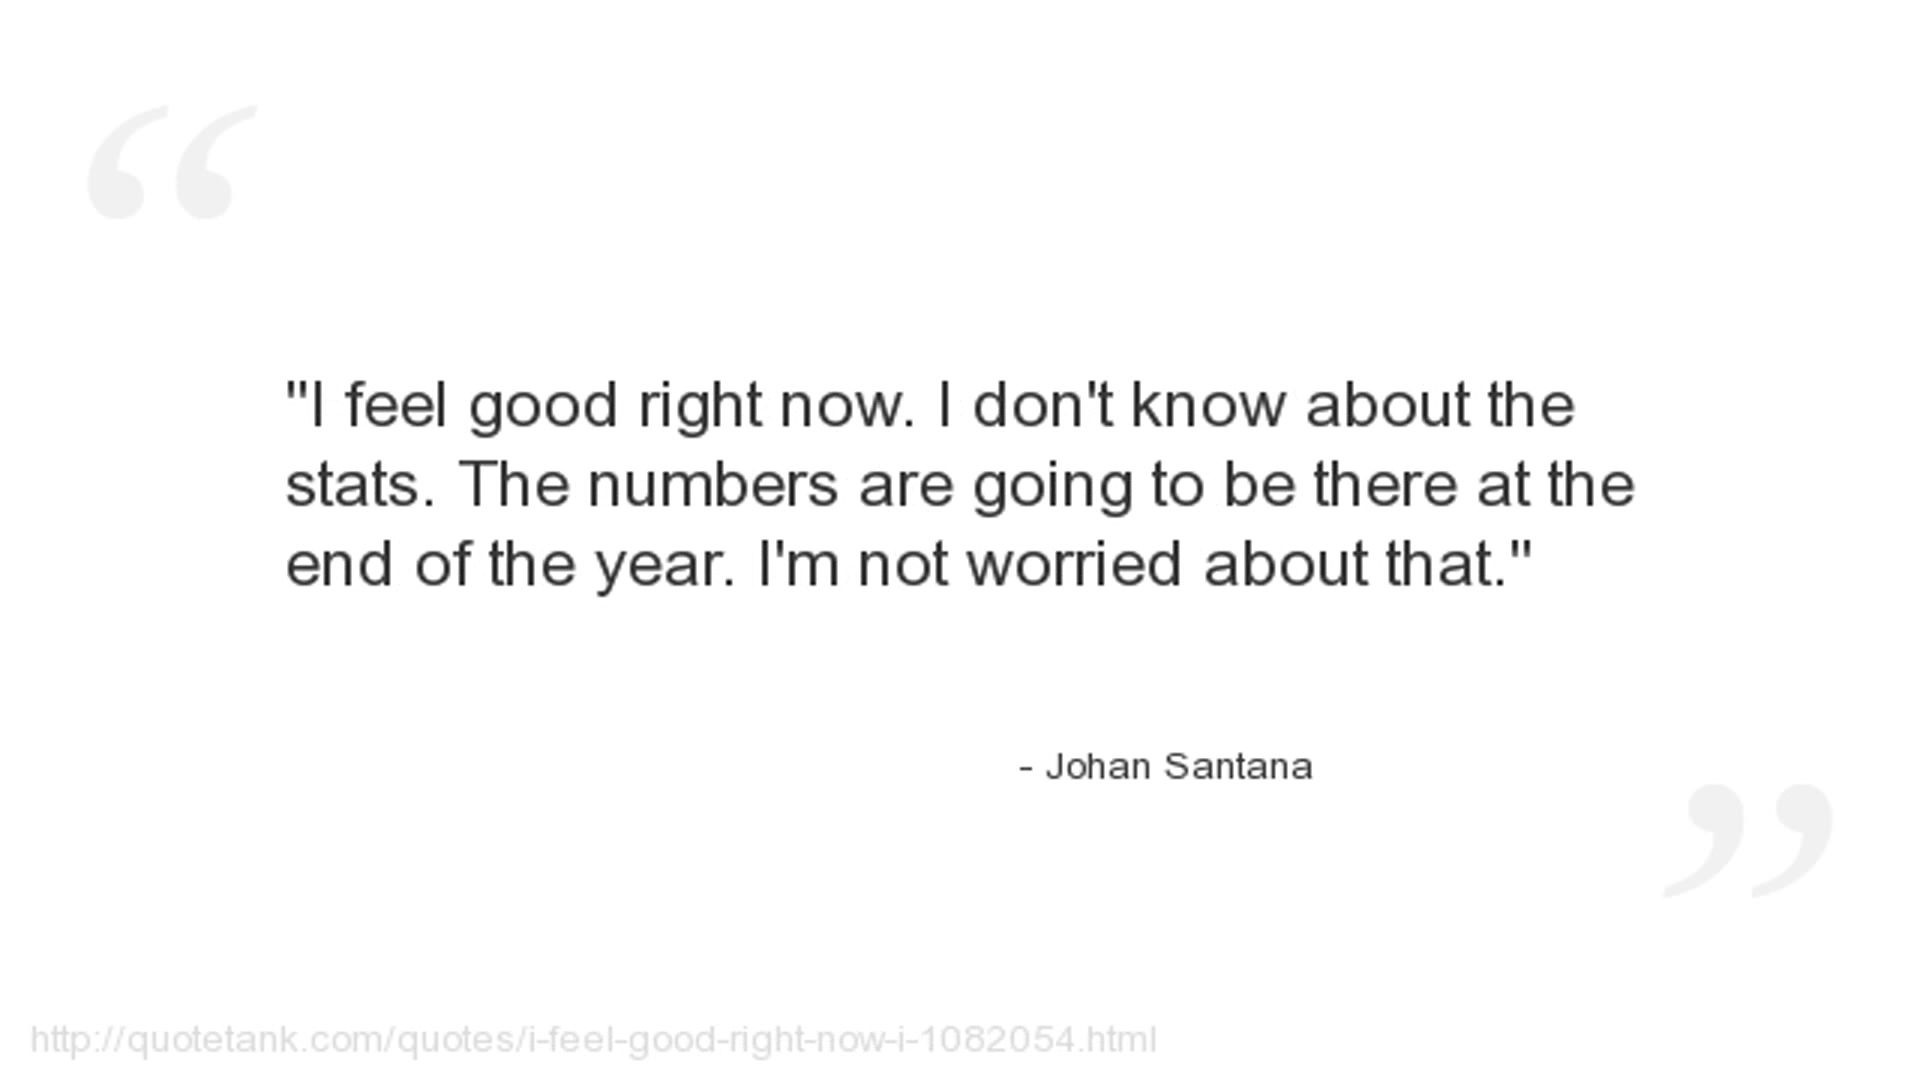 "I feel good right now. I don't know about the
stats. The numbers are going to be there at the
end of the year. I'm not worried about that."
- Johan Santana
http://quotetank.com/quotes/i-feel-good-right-now-i-1082054.html